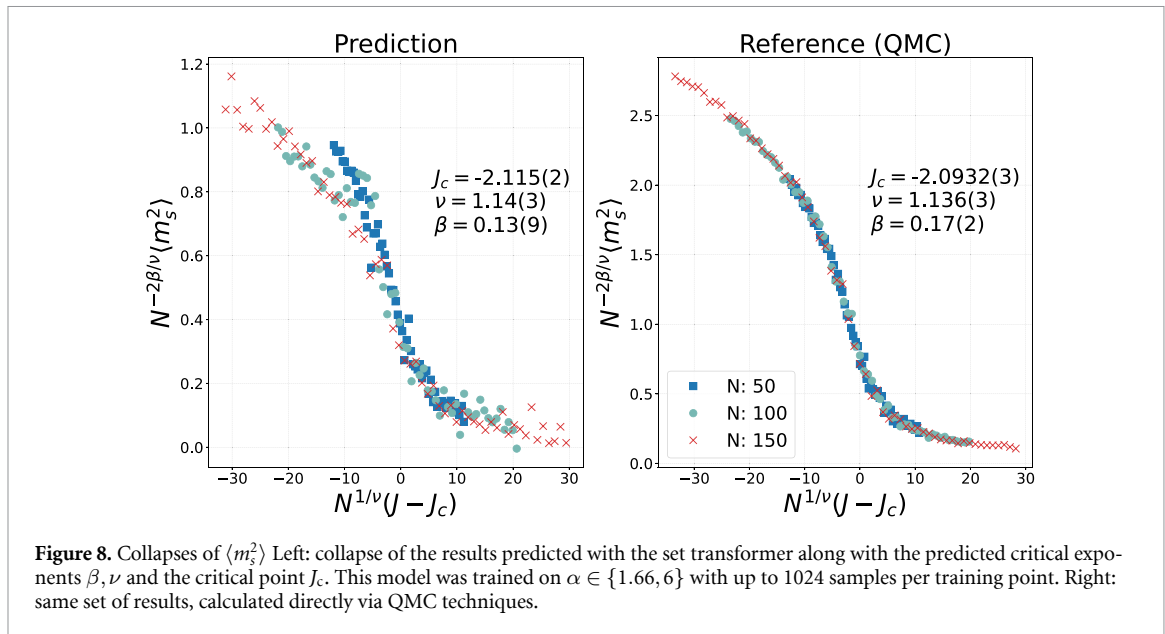 Prediction
Reference (QMC)
1.2
1.0
0.8
0.6
0.4
0.2
0.0
N^{-2β/ν}⟨m_s^2⟩
J_c = -2.115(2)
ν = 1.14(3)
β = 0.13(9)
−30 −20 −10 0 10 20 30
N^{1/ν}(J − J_c)
2.5
2.0
1.5
1.0
0.5
0.0
N^{-2β/ν}⟨m_s^2⟩
J_c = -2.0932(3)
ν = 1.136(3)
β = 0.17(2)
N: 50
N: 100
N: 150
−30 −20 −10 0 10 20 30
N^{1/ν}(J − J_c)
Figure 8. Collapses of ⟨m_s^2⟩ Left: collapse of the results predicted with the set transformer along with the predicted critical expo-
nents β, ν and the critical point J_c. This model was trained on α ∈ {1.66, 6} with up to 1024 samples per training point. Right:
same set of results, calculated directly via QMC techniques.